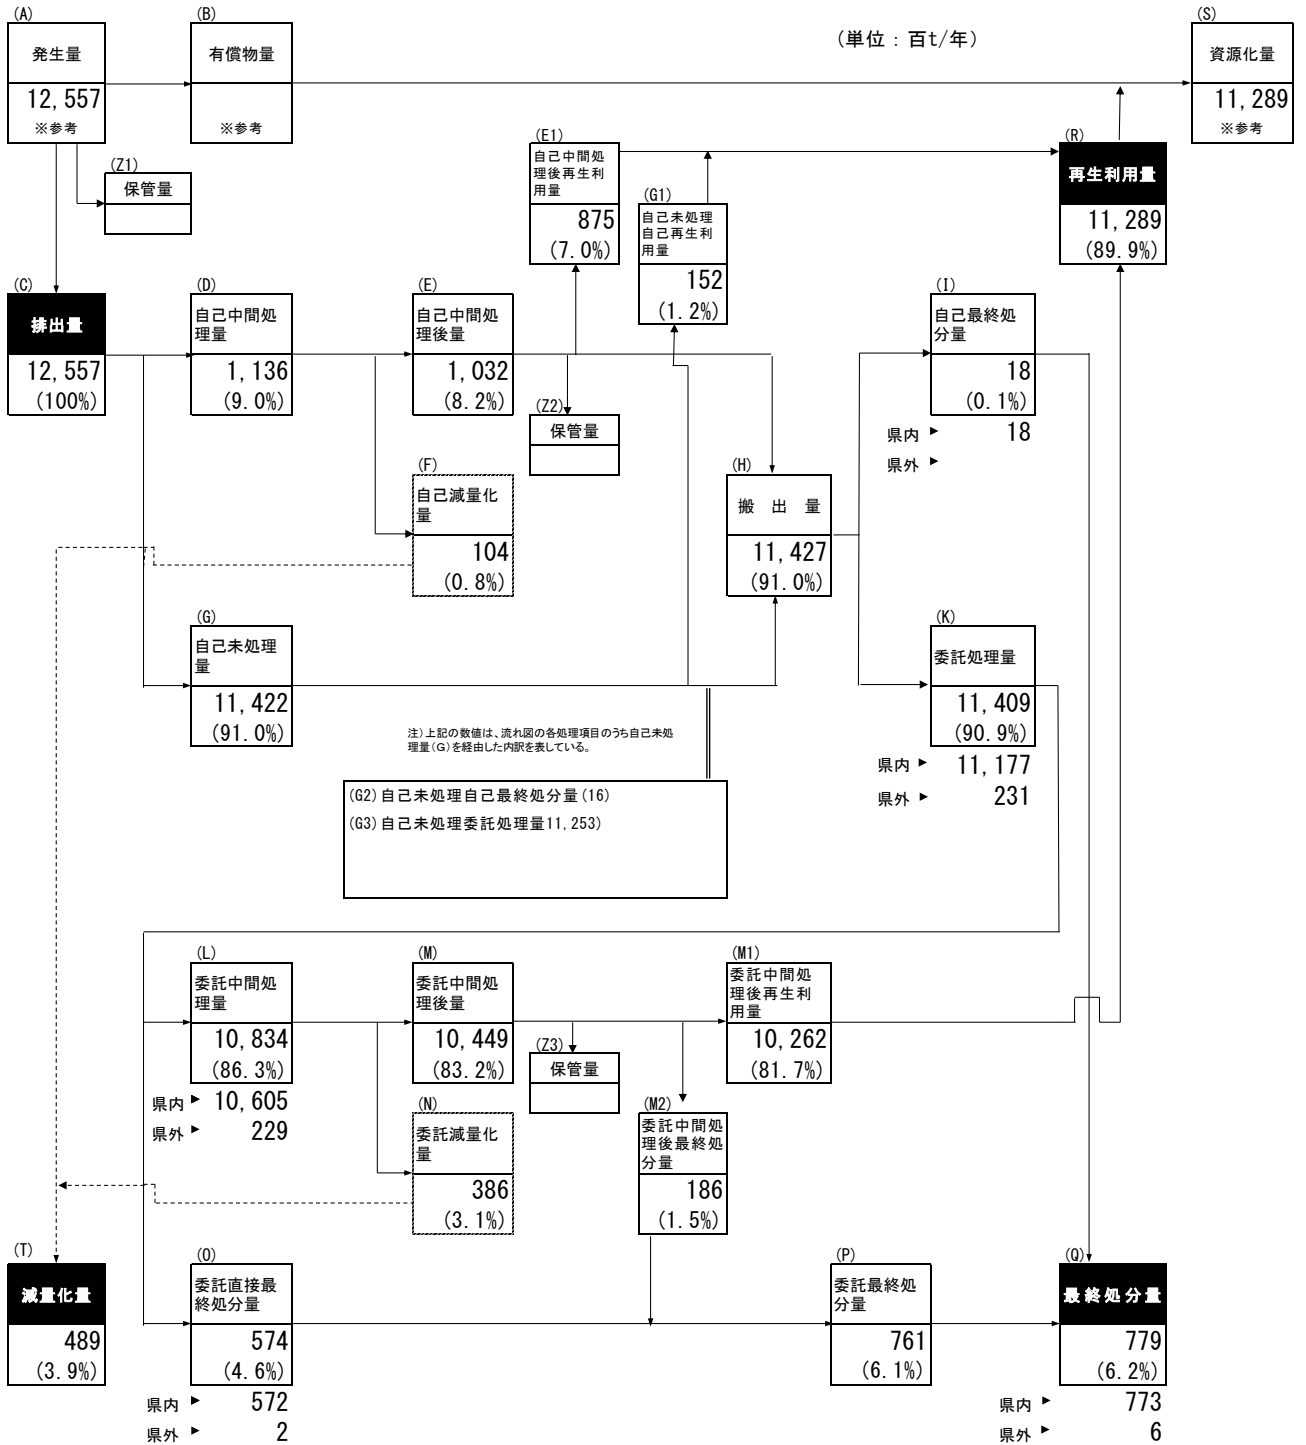 (A)
発生量
12,557
※参考
(B)
有償物量
※参考
(単位：百t/年)
(S)
資源化量
11,289
※参考
(Z1)
保管量
(E1)
自己中間処
理後再生利
用量
875
(7.0%)
(G1)
自己未処理
自己再生利
用量
152
(1.2%)
(R)
再生利用量
11,289
(89.9%)
(C)
排出量
12,557
(100%)
(D)
自己中間処
理量
1,136
(9.0%)
(E)
自己中間処
理後量
1,032
(8.2%)
(Z2)
保管量
(I)
自己最終処
分量
18
(0.1%)
県内 ▶ 18
県外 ▶
(F)
自己減量化
量
104
(0.8%)
(H)
搬 出 量
11,427
(91.0%)
(G)
自己未処理
量
11,422
(91.0%)
(K)
委託処理量
11,409
(90.9%)
県内 ▶ 11,177
県外 ▶ 231
注)上記の数値は、流れ図の各処理項目のうち自己未処
理量(G)を経由した内訳を表している。
(G2)自己未処理自己最終処分量(16)
(G3)自己未処理委託処理量11,253)
(L)
委託中間処
理量
10,834
(86.3%)
県内 ▶ 10,605
県外 ▶ 229
(M)
委託中間処
理後量
10,449
(83.2%)
(Z3)
保管量
(M1)
委託中間処
理後再生利
用量
10,262
(81.7%)
(N)
委託減量化
量
386
(3.1%)
(M2)
委託中間処
理後最終処
分量
186
(1.5%)
(T)
減量化量
489
(3.9%)
(O)
委託直接最
終処分量
574
(4.6%)
県内 ▶ 572
県外 ▶ 2
(P)
委託最終処
分量
761
(6.1%)
(Q)
最終処分量
779
(6.2%)
県内 ▶ 773
県外 ▶ 6